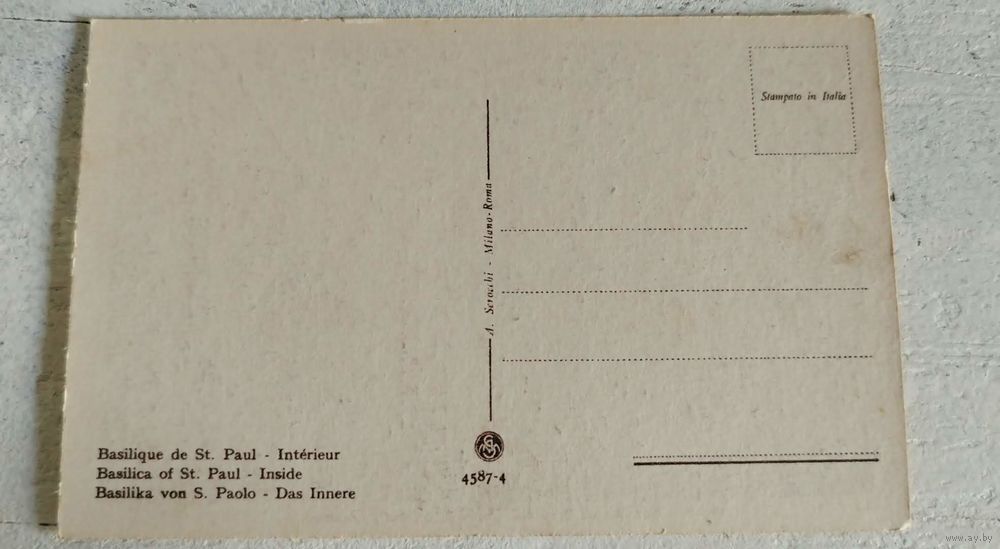 Stampato in Italia
A. Scrocchi - Milano-Roma
Basilique de St. Paul - Intérieur
Basilica of St. Paul - Inside
Basilika von S. Paolo - Das Innere
4587-4
www.ay.by